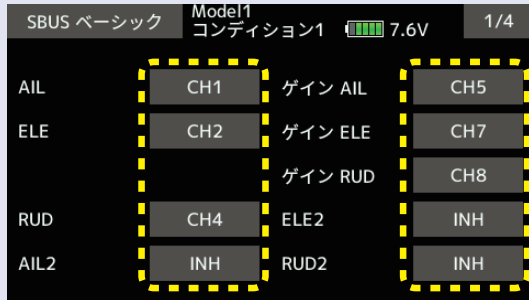 SBUS ベーシック Model1 コンディション1 7.6V 1/4
AIL CH1 ゲイン AIL CH5
ELE CH2 ゲイン ELE CH7
ゲイン RUD CH8
RUD CH4 ELE2 INH
AIL2 INH RUD2 INH